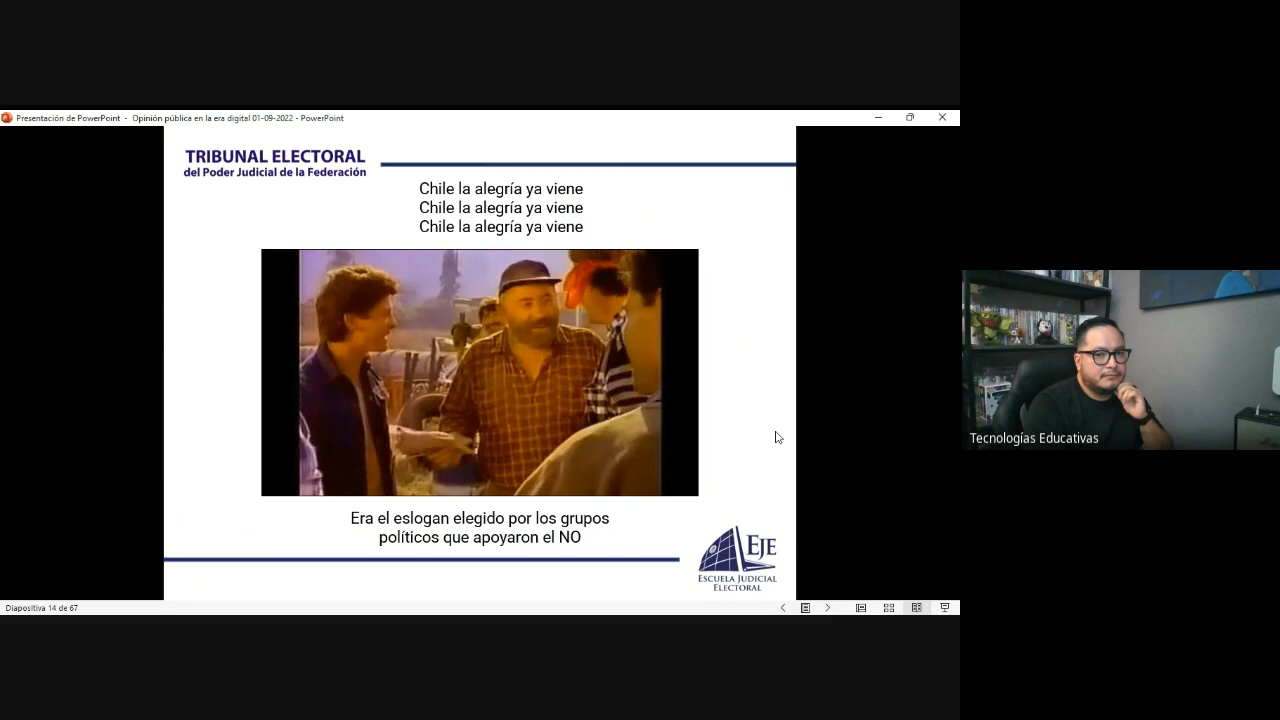 Presentación de PowerPoint - Opinión pública en la era digital 01-09-2022 - PowerPoint
TRIBUNAL ELECTORAL
del Poder Judicial de la Federación
Chile la alegría ya viene
Chile la alegría ya viene
Chile la alegría ya viene
Era el eslogan elegido por los grupos
políticos que apoyaron el NO
EJE
ESCUELA JUDICIAL
ELECTORAL
Diapositiva 14 de 67
Tecnologías Educativas